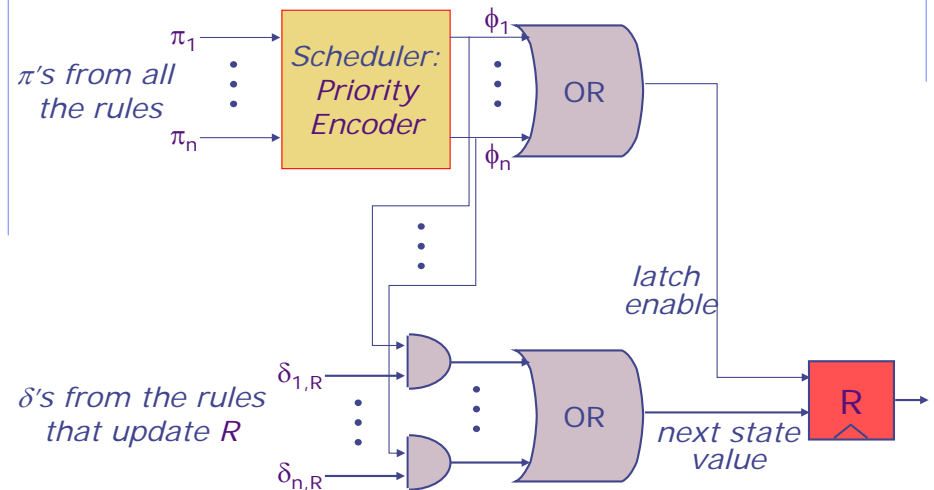 π₁
π's from all
the rules
πₙ
Scheduler:
Priority
Encoder
ϕ₁
ϕₙ
OR
latch
enable
δ₁,R
δ's from the rules
that update R
δₙ,R
OR
next state
value
R